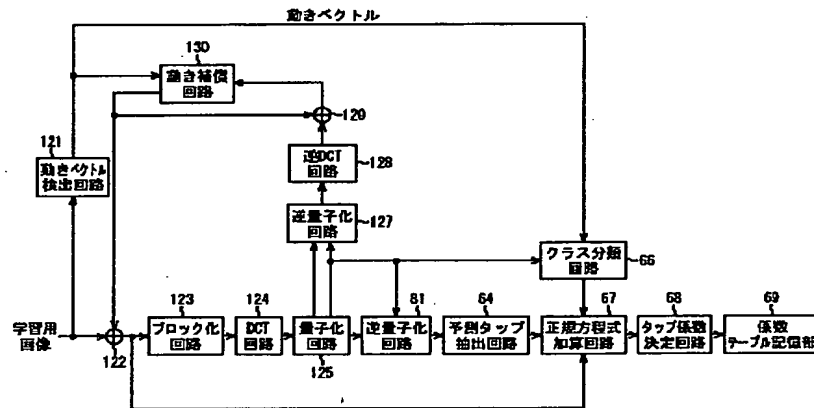 動きベクトル
130
動き補償
回路
129
121
動きベクトル
検出回路
逆DCT
回路
128
逆量子化
回路
127
クラス分類
回路
66
123
124
81
64
67
68
69
学習用
画像
122
ブロック化
回路
DCT
回路
量子化
回路
125
逆量子化
回路
予測タップ
抽出回路
正規方程式
加算回路
タップ係数
決定回路
係数
テーブル記憶部